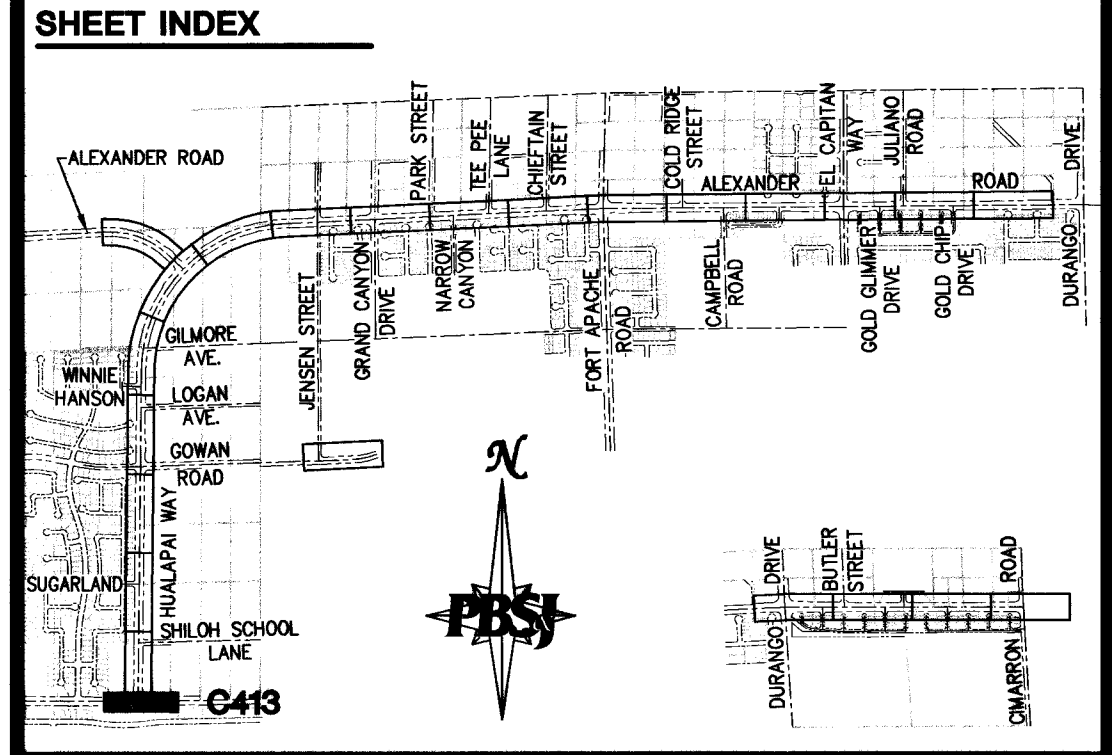 SHEET INDEX
ALEXANDER ROAD
PARK STREET
TEE PEE
LANE
CHIEFTAIN
STREET
COLD RIDGE
STREET
EL CAPITAN
WAY
JULIANO
ROAD
DRIVE
ALEXANDER
ROAD
JENSEN STREET
GRAND CANYON
DRIVE
NARROW
CANYON
FORT APACHE
ROAD
CAMPBELL
ROAD
GOLD GLIMMER
DRIVE
GOLD CHIP
DRIVE
DURANGO
GILMORE
AVE.
WINNIE
HANSON
LOGAN
AVE.
GOWAN
ROAD
HUALAPAI WAY
SUGARLAND
SHILOH SCHOOL
LANE
C413
N
PBSJ
DRIVE
BUTLER
STREET
ROAD
DURANGO
CIMARRON